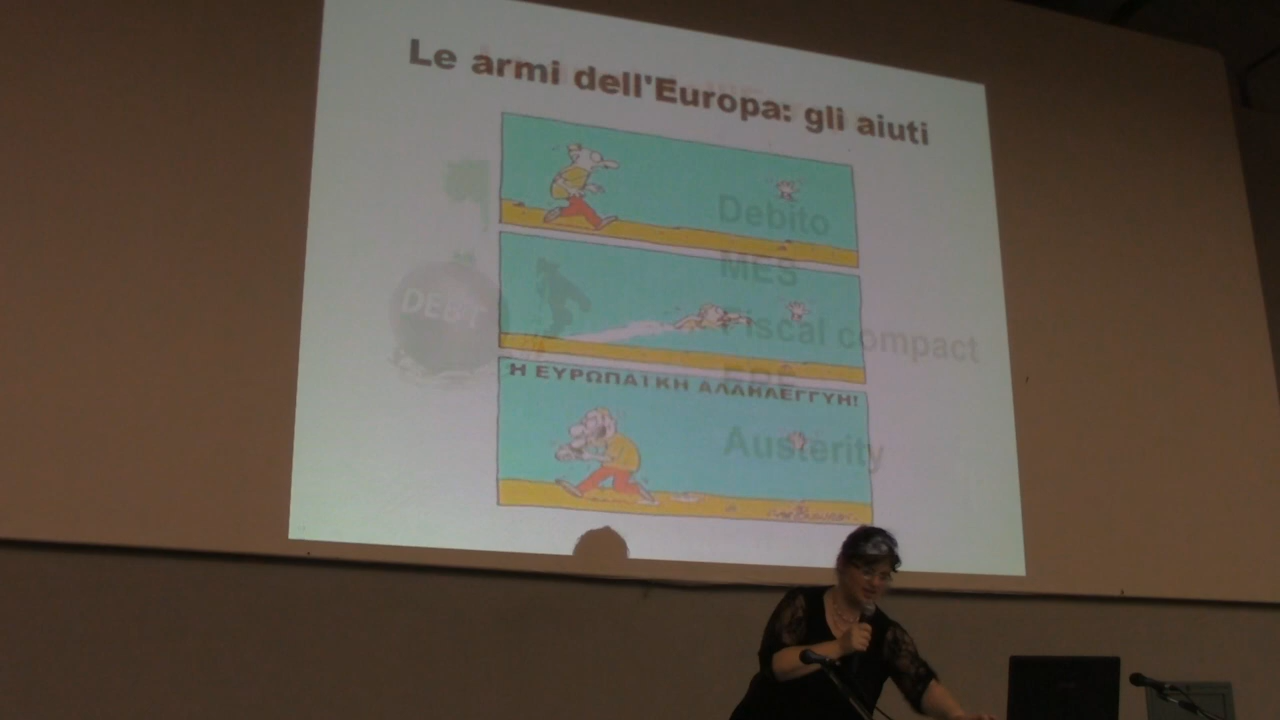 Le armi dell'Europa: gli aiuti
Debito
MES
DEBT
Fiscal compact
Η ΕΥΡΩΠΑΪΚΗ ΑΛΛΗΛΕΓΓΥΗ!
Austerity